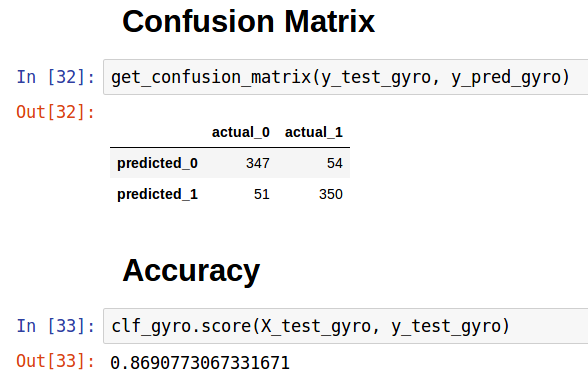 Confusion Matrix
In [32]: get_confusion_matrix(y_test_gyro, y_pred_gyro)
Out[32]:
actual_0 actual_1
predicted_0 347 54
predicted_1 51 350
Accuracy
In [33]: clf_gyro.score(X_test_gyro, y_test_gyro)
Out[33]: 0.8690773067331671